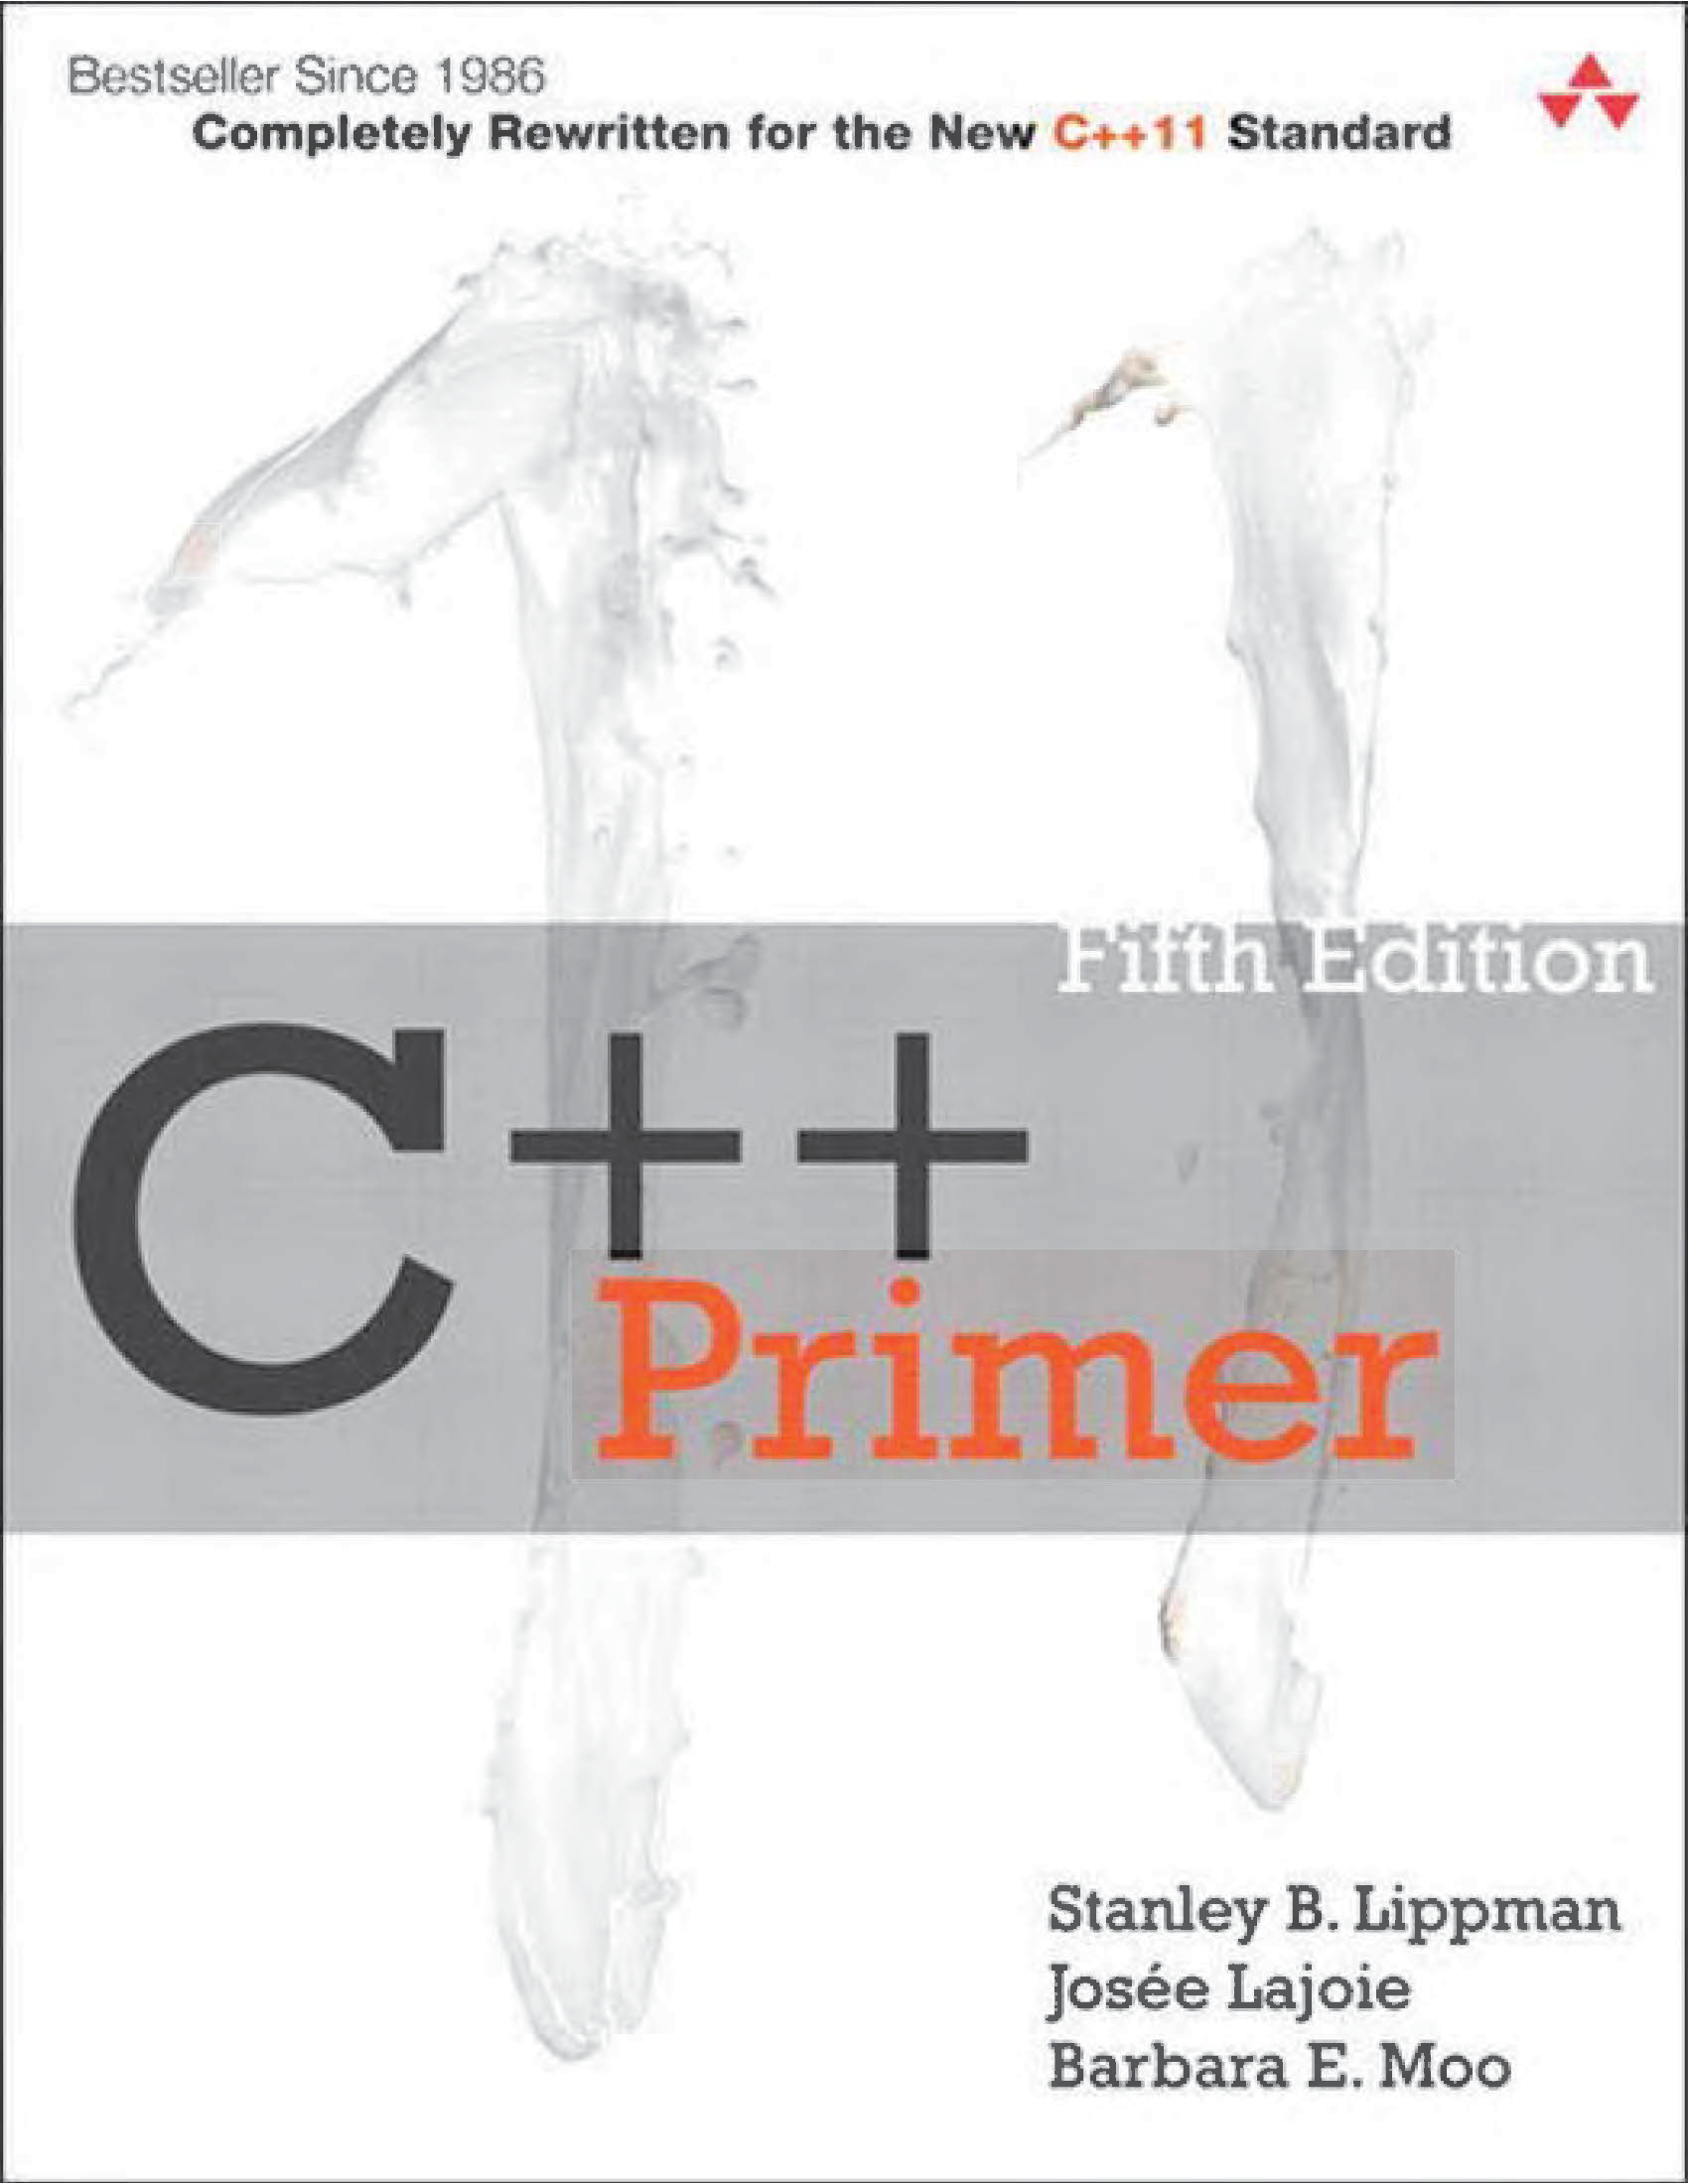 Bestseller Since 1986
Completely Rewritten for the New C++11 Standard
Fifth Edition
C++
Primer
Stanley B. Lippman
Josée Lajoie
Barbara E. Moo